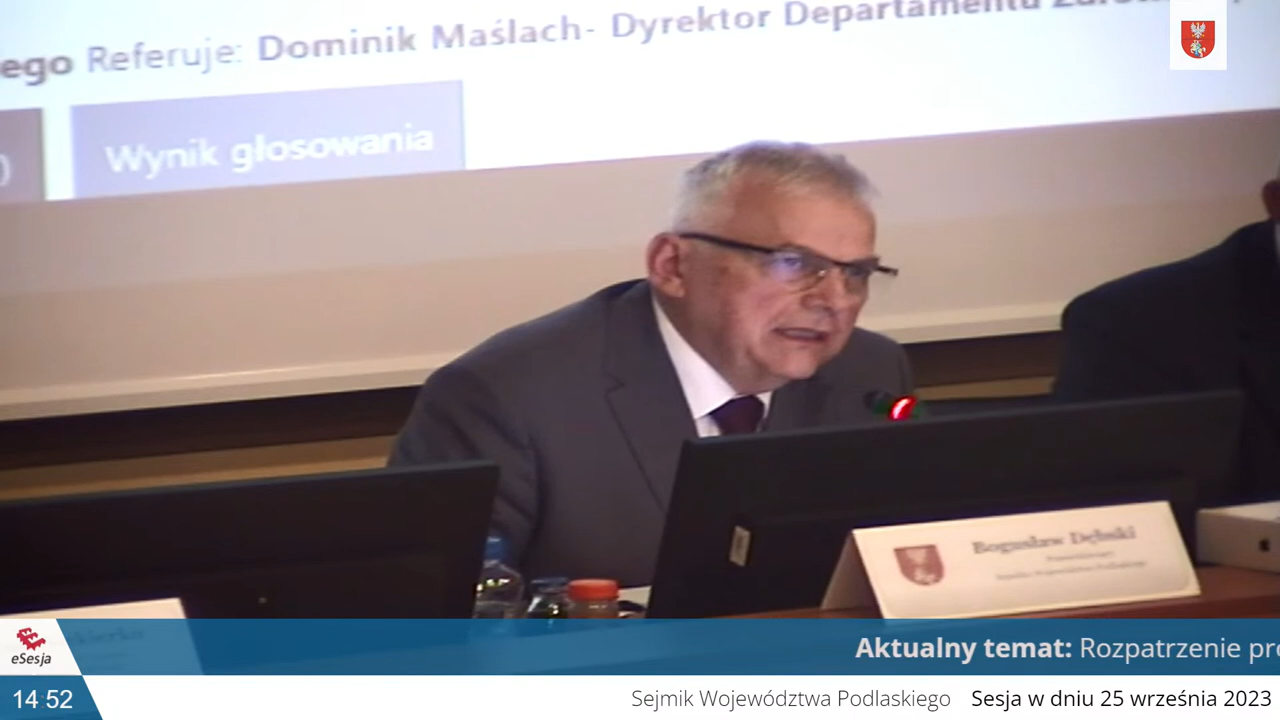 ego Referuje: Dominik Maślach- Dyrektor Departamentu
Wynik głosowania
Bogusław Dębski
Aktualny temat: Rozpatrzenie
eSesja
14:52
Sejmik Województwa Podlaskiego Sesja w dniu 25 września 2023